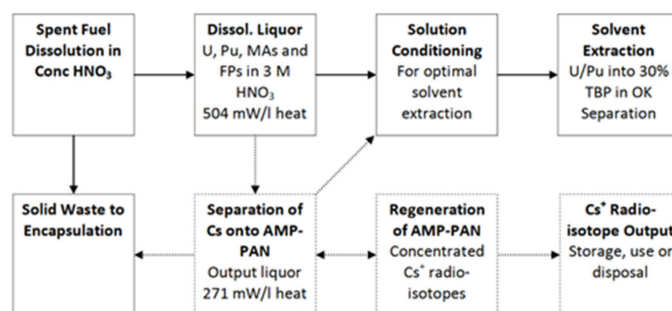 Spent Fuel
Dissolution in
Conc HNO₃
Dissol. Liquor
U, Pu, MAs and
FPs in 3 M
HNO₃
504 mW/l heat
Solution
Conditioning
For optimal
solvent
extraction
Solvent
Extraction
U/Pu into 30%
TBP in OK
Separation
Solid Waste to
Encapsulation
Separation of
Cs onto AMP-
PAN
Output liquor
271 mW/l heat
Regeneration
of AMP-PAN
Concentrated
Cs⁺ radio-
isotopes
Cs⁺ Radio-
isotope Output
Storage, use or
disposal